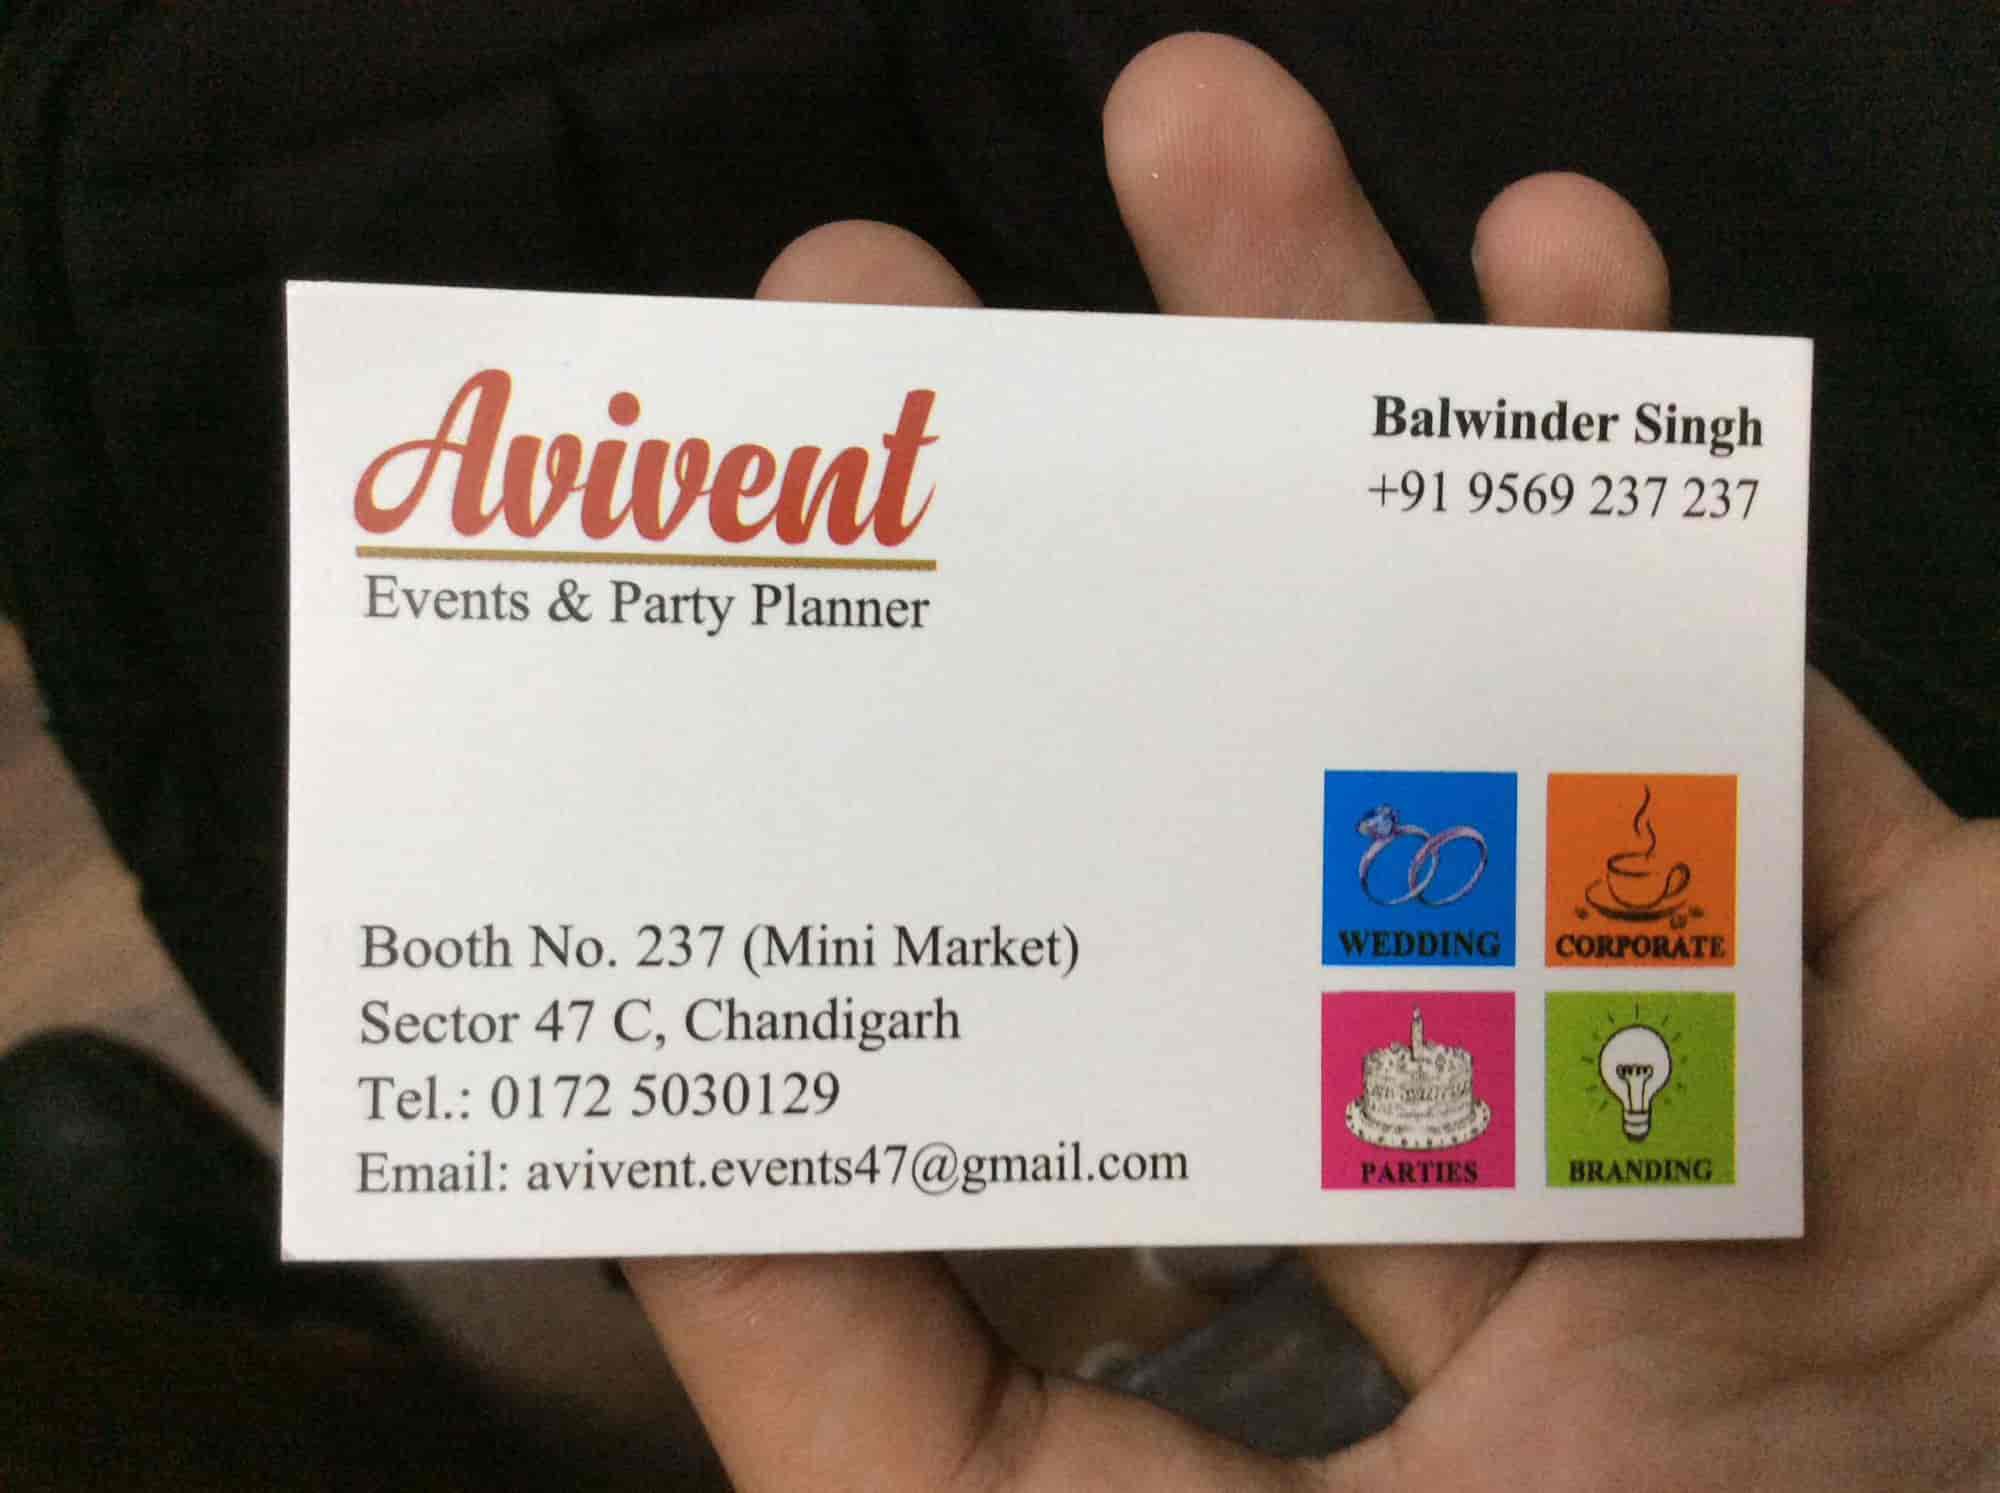 Avivent
Events & Party Planner
Balwinder Singh
+91 9569 237 237
Booth No. 237 (Mini Market)
Sector 47 C, Chandigarh
Tel.: 0172 5030129
Email: avivent.events47@gmail.com
WEDDING
CORPORATE
PARTIES
BRANDING